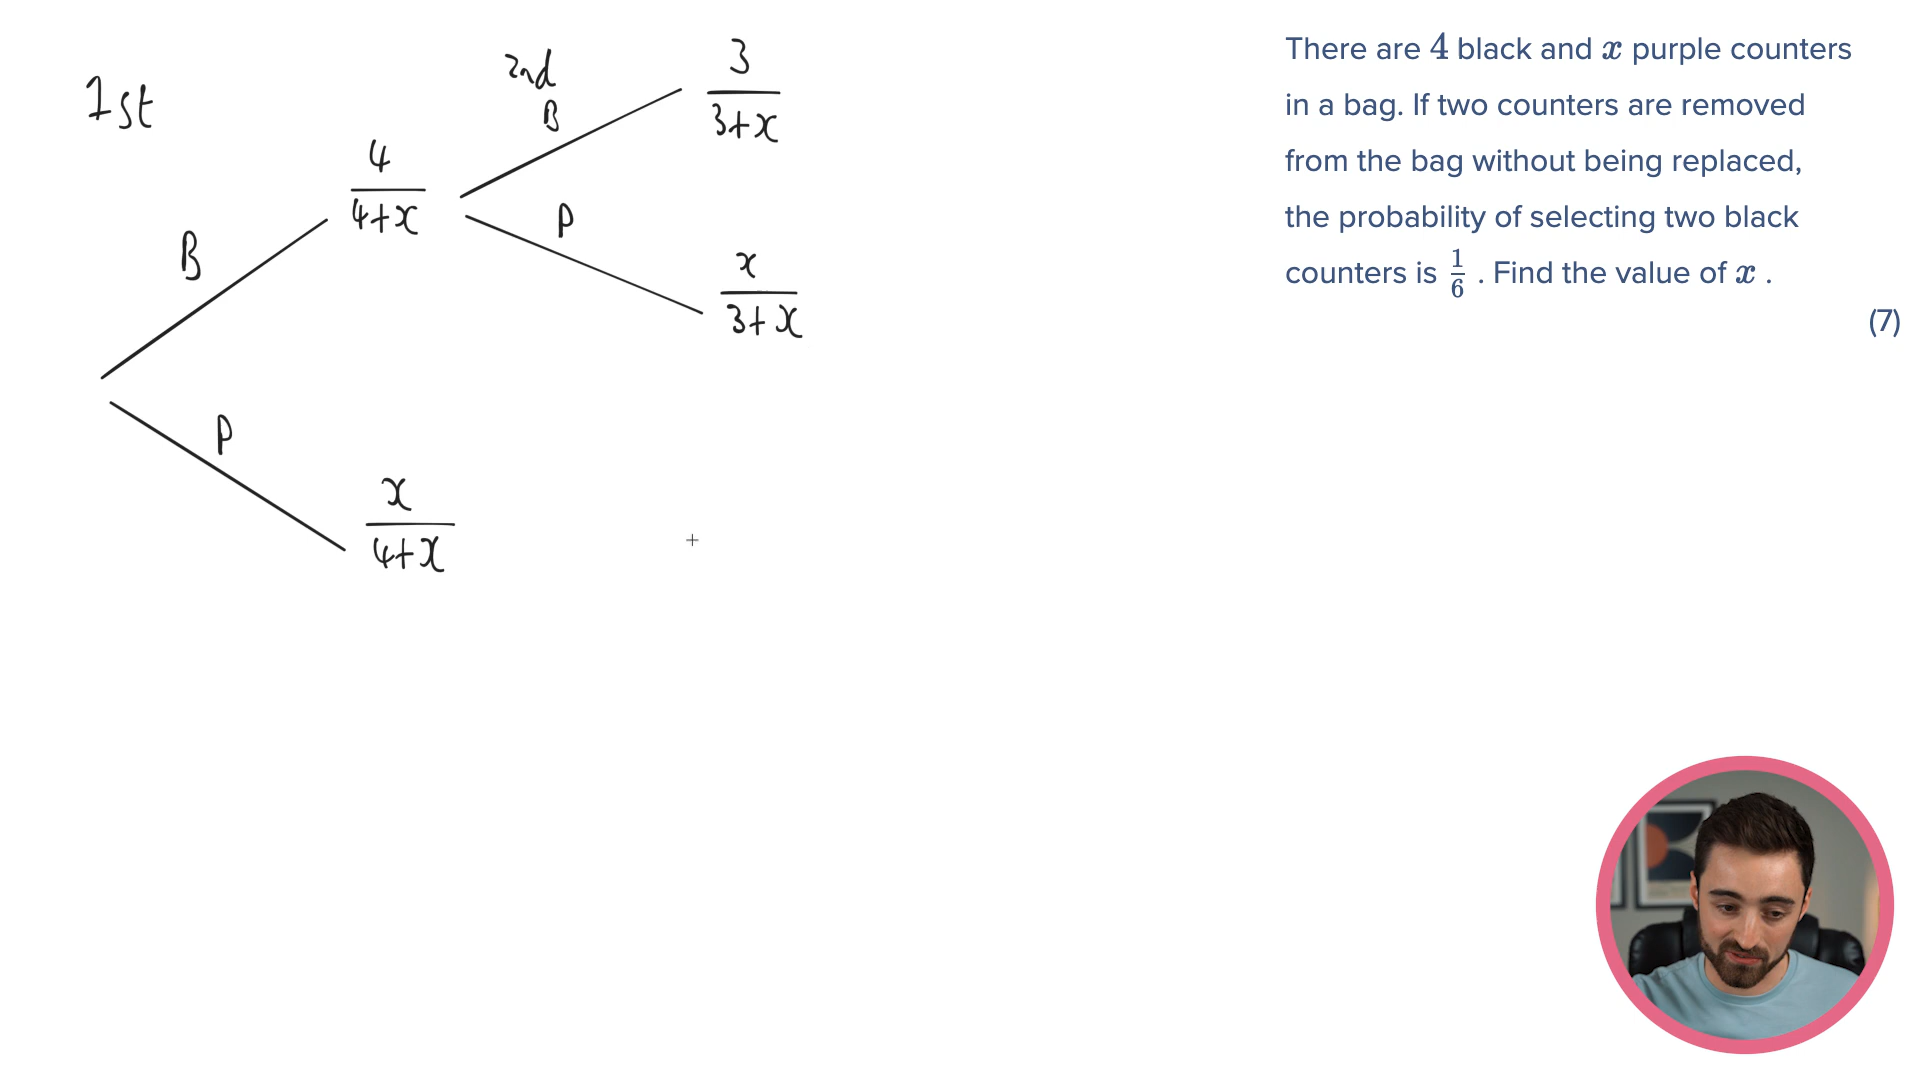 1st
2nd
B
3
3+x
4
4+x
B
P
x
3+x
P
x
4+x
There are 4 black and x purple counters
in a bag. If two counters are removed
from the bag without being replaced,
the probability of selecting two black
counters is 1/6 . Find the value of x .
(7)